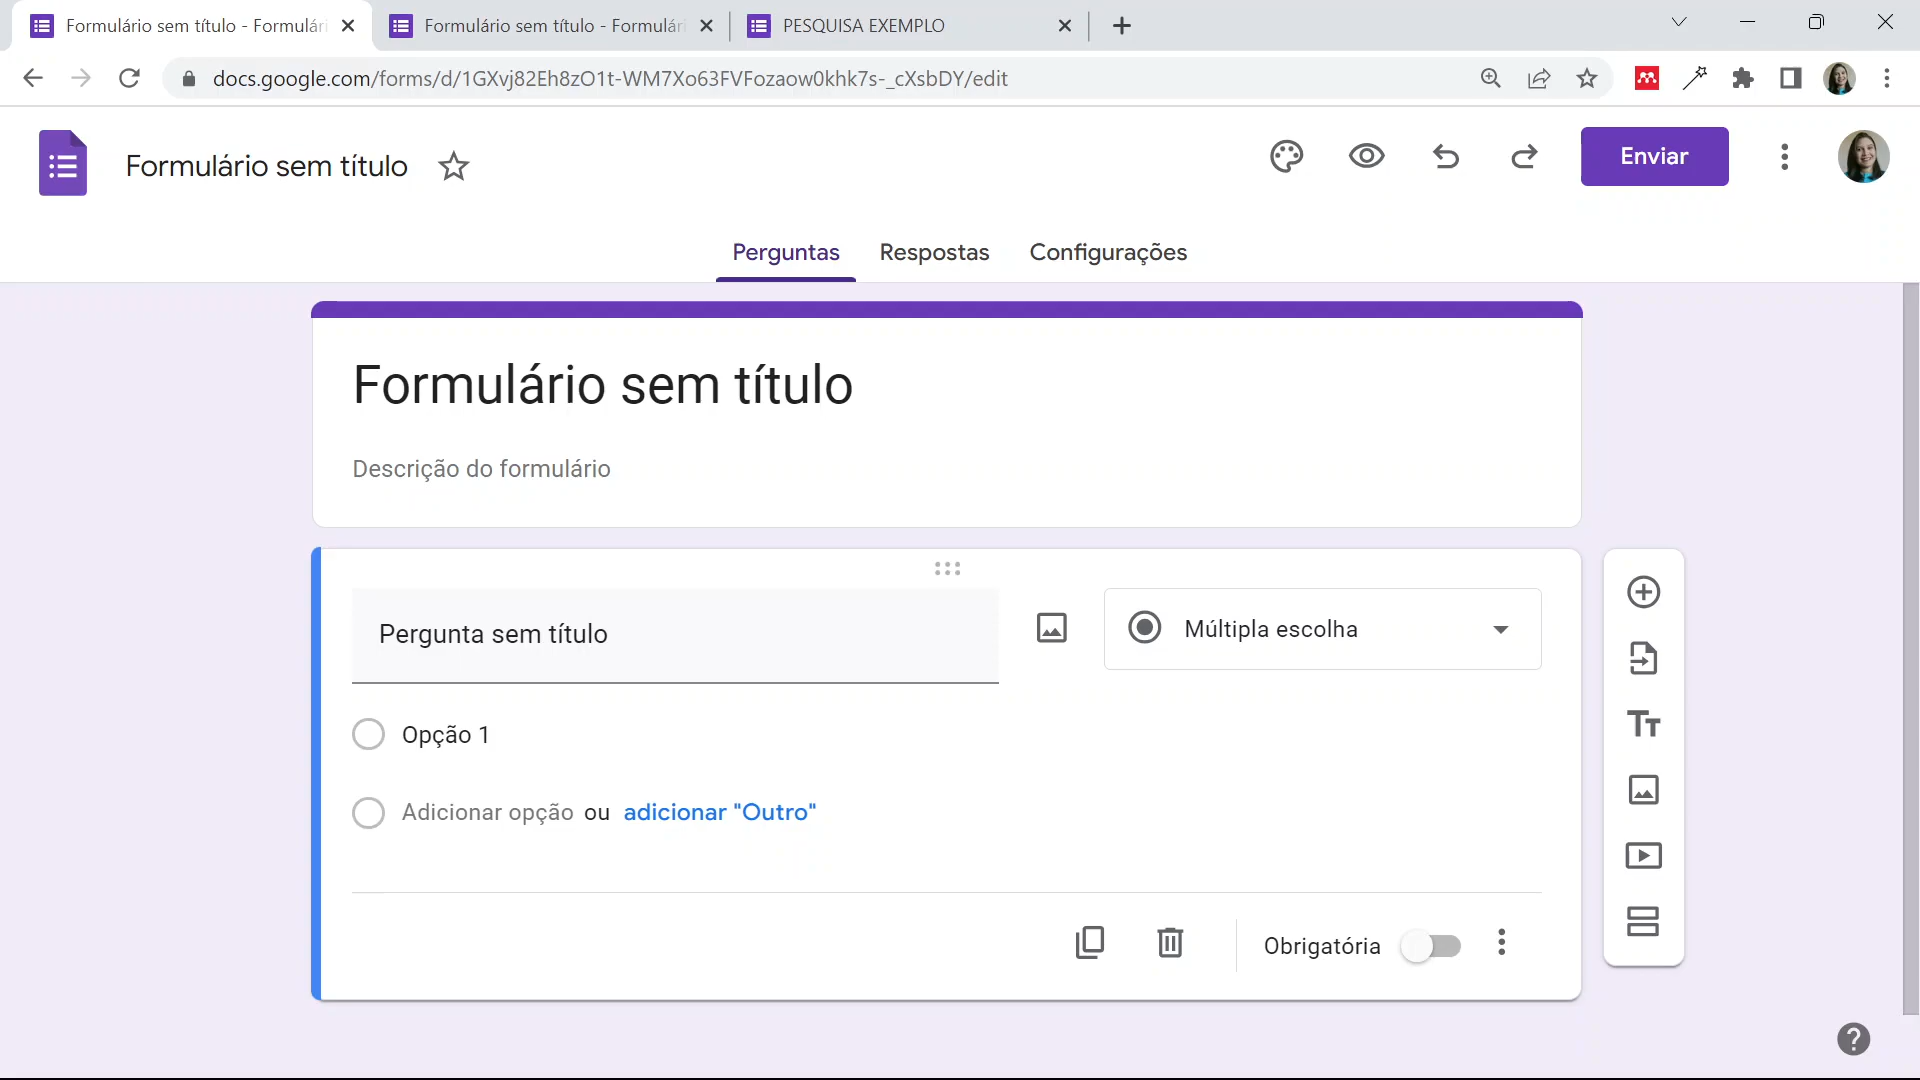 Formulário sem título - Formulári
Formulário sem título - Formulári
PESQUISA EXEMPLO
docs.google.com/forms/d/1GXvj82Eh8zO1t-WM7Xo63FVFozaow0khk7s-_cXsbDY/edit
Formulário sem título
Enviar
Perguntas
Respostas
Configurações
Formulário sem título
Descrição do formulário
Pergunta sem título
Múltipla escolha
Opção 1
Adicionar opção ou adicionar "Outro"
Obrigatória